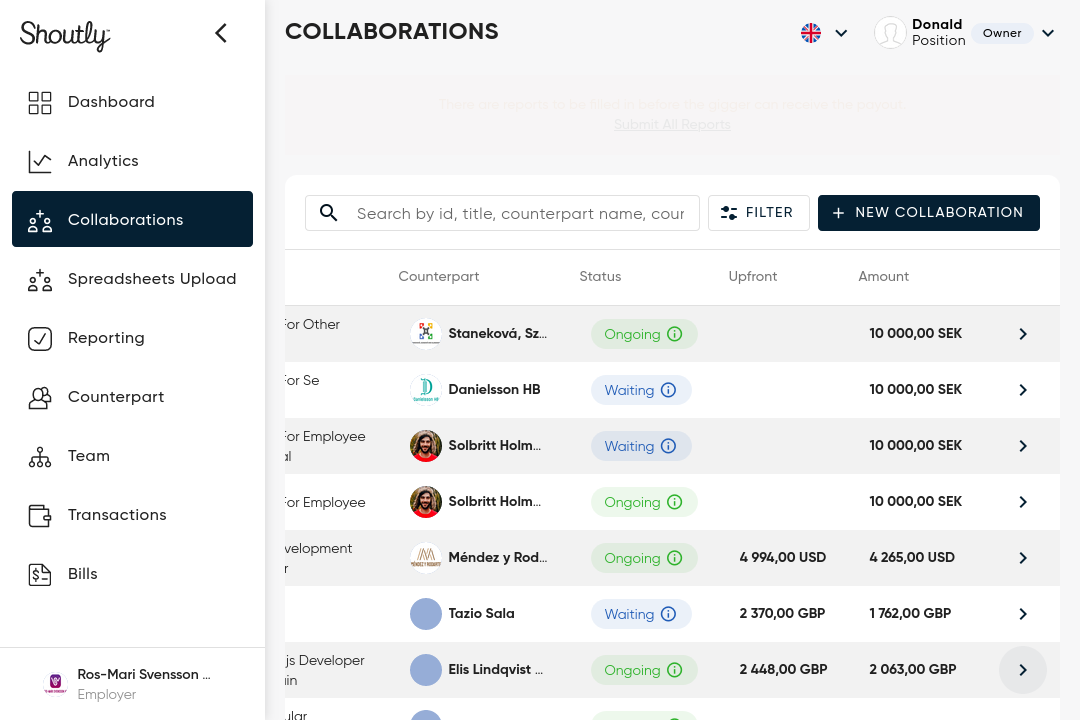 Shoutly
COLLABORATIONS
Donald
Position
Owner
Dashboard
Analytics
Collaborations
Spreadsheets Upload
Reporting
Counterpart
Team
Transactions
Bills
Ros-Mari Svensson ...
Employer
There are reports to be filled in before the gigger can receive the payout
Submit All Reports
Search by id, title, counterpart name, cour
FILTER
+ NEW COLLABORATION
Counterpart Status Upfront Amount
For Other
Staneková, Sz... Ongoing 10 000,00 SEK
For Se
Danielsson HB
Danielsson HB Waiting 10 000,00 SEK
For Employee
al
Solbritt Holm... Waiting 10 000,00 SEK
For Employee Solbritt Holm... Ongoing 10 000,00 SEK
velopment
r
Méndez y Rod... Ongoing 4 994,00 USD 4 265,00 USD
Tazio Sala Waiting 2 370,00 GBP 1 762,00 GBP
js Developer
in
Elis Lindqvist ... Ongoing 2 448,00 GBP 2 063,00 GBP
ular